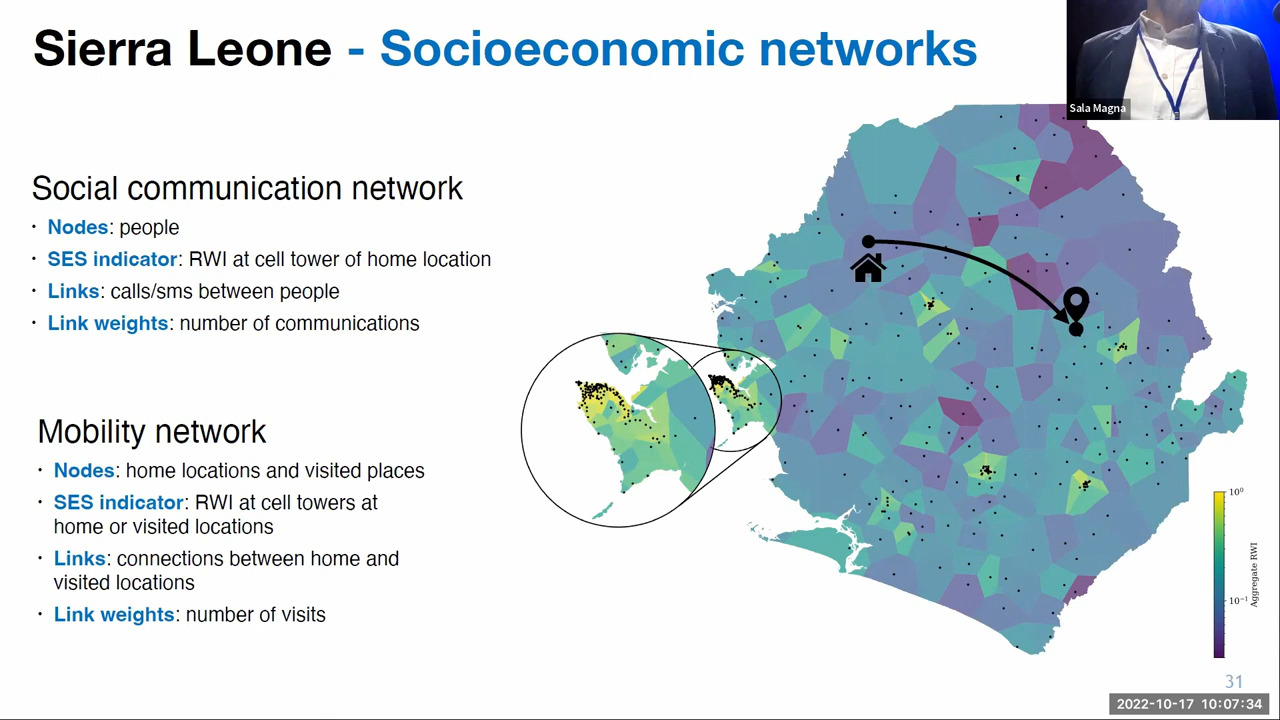 Sierra Leone - Socioeconomic networks
Sala Magna
Social communication network
· Nodes: people
· SES indicator: RWI at cell tower of home location
· Links: calls/sms between people
· Link weights: number of communications
Mobility network
· Nodes: home locations and visited places
· SES indicator: RWI at cell towers at
home or visited locations
· Links: connections between home and
visited locations
· Link weights: number of visits
10⁰
10⁻¹
Aggregate RWI
31
2022-10-17 10:07:34